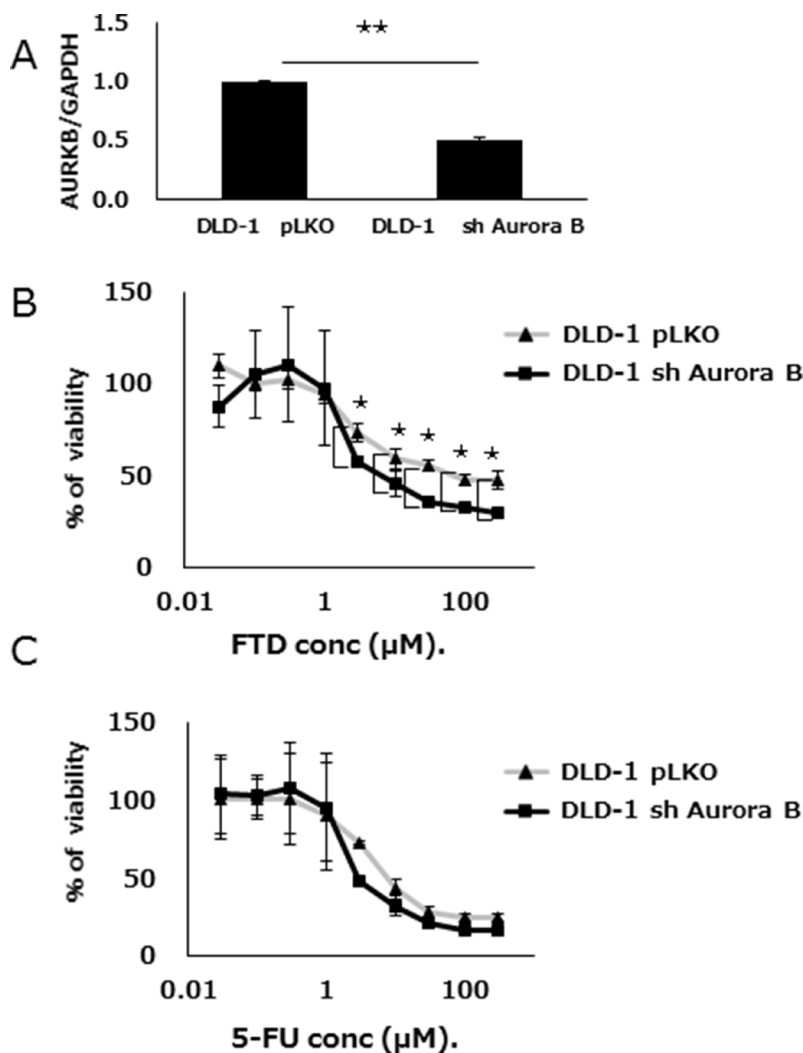 A
AURKB/GAPDH
1.5
1.0
0.5
0.0
★★
DLD-1 pLKO DLD-1 sh Aurora B
B
% of viability
150
100
50
0
★ ★ ★ ★ ★
DLD-1 pLKO
DLD-1 sh Aurora B
0.01 1 100
FTD conc (μM).
C
% of viability
150
100
50
0
DLD-1 pLKO
DLD-1 sh Aurora B
0.01 1 100
5-FU conc (μM).